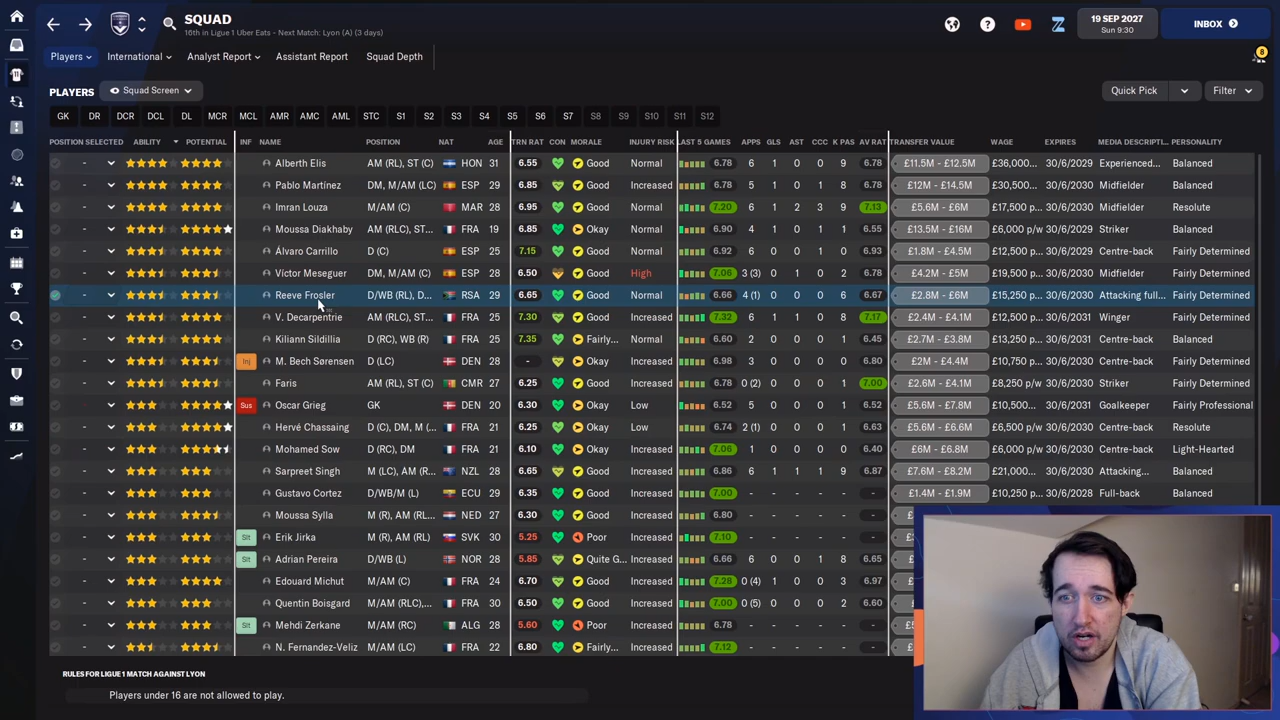 SQUAD
16th in Ligue 1 Uber Eats - Next Match: Lyon (A) (3 days)
19 SEP 2027
Sun 9:30
INBOX
Players
International
Analyst Report
Assistant Report
Squad Depth
8
PLAYERS
Squad Screen
Quick Pick
Filter
GK DR DCR DCL DL MCR MCL AMR AMC AML STC S1 S2 S3 S4 S5 S6 S7 S8 S9 S10 S11 S12
POSITION SELECTED ABILITY POTENTIAL INF NAME POSITION NAT AGE TRN RAT CON MORALE INJURY RISK LAST 5 GAMES APPS GLS AST CCC K PAS AV RAT TRANSFER VALUE WAGE EXPIRES MEDIA DESCRIPT... PERSONALITY
- Alberth Elis AM (RL), ST (C) HON 31 6.55 Good Normal 6.78 6 1 0 0 9 6.78 £11.5M - £12.5M £36,000... 30/6/2029 Experienced... Balanced
- Pablo Martínez DM, M/AM (LC) ESP 29 6.85 Good Increased 6.78 5 1 0 1 8 6.78 £12M - £14.5M £30,500... 30/6/2030 Midfielder Balanced
- Imran Louza M/AM (C) MAR 28 6.95 Good Normal 7.20 6 1 2 3 9 7.13 £5.6M - £6M £17,500 p... 30/6/2030 Midfielder Resolute
- Moussa Diakhaby AM (RLC), ST... FRA 19 6.85 Okay Normal 6.90 4 1 0 1 1 6.55 £13.5M - £16M £6,000 p/w 30/6/2030 Striker Balanced
- Álvaro Carrillo D (C) ESP 25 7.15 Good Normal 6.92 6 0 0 1 0 6.93 £1.8M - £4.5M £12,500 p... 30/6/2030 Centre-back Fairly Determined
- Víctor Meseguer DM, M/AM (C) ESP 28 6.50 Good High 7.06 3 (3) 0 1 0 2 6.78 £4.2M - £5M £19,500 p... 30/6/2030 Midfielder Fairly Determined
- Reeve Frosler D/WB (RL), D... RSA 29 6.65 Good Normal 6.66 4 (1) 0 0 0 6 6.67 £2.8M - £6M £15,250 p... 30/6/2030 Attacking full... Fairly Determined
- V. Decarpentrie AM (RLC), ST... FRA 25 7.30 Good Increased 7.32 6 1 1 0 8 7.17 £2.4M - £4.1M £12,500 p... 30/6/2031 Winger Fairly Determined
- Kiliann Sildillia D (RC), WB (R) FRA 25 7.35 Fairly... Normal 6.60 2 0 0 0 1 6.45 £2.7M - £3.8M £13,250 p... 30/6/2031 Centre-back Fairly Determined
- Inj M. Bech Sørensen D (LC) DEN 28 - Okay Increased 6.98 3 0 0 0 0 6.80 £2M - £4.4M £10,750 p... 30/6/2030 Centre-back Fairly Determined
- Faris AM (RL), ST (C) CMR 27 6.25 Good Increased 6.78 0 (2) 0 0 0 1 7.00 £2.6M - £4.1M £8,250 p/w 30/6/2030 Striker Fairly Determined
- Sus Oscar Grieg GK DEN 20 6.30 Okay Low 6.52 5 0 0 0 1 6.52 £5.6M - £7.8M £10,500... 30/6/2031 Goalkeeper Fairly Professional
- Hervé Chassaing D (C), DM, M (... FRA 21 6.25 Okay Low 6.74 2 (1) 0 0 0 1 6.63 £5.6M - £6.6M £6,500 p/w 30/6/2031 Centre-back Resolute
- Mohamed Sow D (RC), DM FRA 21 6.10 Okay Increased 7.06 1 0 0 0 0 6.40 £6M - £6.8M £6,000 p/w 30/6/2031 Centre-back Light-Hearted
- Sarpreet Singh M (LC), AM (R... NZL 28 6.65 Good Increased 6.86 6 1 1 1 9 6.87 £7.6M - £8.2M £21,000... 30/6/2030 Attacking... Balanced
- Gustavo Cortez D/WB/M (L) ECU 29 6.35 Good Increased 7.00 - - - - - - £1.4M - £1.9M £10,250 p/w 30/6/2028 Full-back Balanced
- Moussa Sylla M (R), AM (RL... NED 27 6.30 Good Increased 6.80 - - - - - - £
- Slt Erik Jirka M (R), AM (RL) SVK 30 5.25 Poor Increased 7.10 - - - - - -
- Slt Adrian Pereira D/WB (L) NOR 28 5.85 Quite G... Increased 6.66 6 0 0 1 8 6.65
- Edouard Michut M/AM (C) FRA 24 6.70 Good Increased 7.28 0 (4) 1 0 0 3 6.97
- Quentin Boisgard M/AM (RLC),... FRA 30 6.50 Good Increased 7.00 0 (5) 0 0 0 2 6.60
- Slt Mehdi Zerkane M/AM (RC) ALG 28 5.60 Poor Increased 6.78 - - - - - -
- N. Fernandez-Veliz M/AM (LC) FRA 22 6.80 Fairly... Increased 7.12 - - - - - -
RULES FOR LIGUE 1 MATCH AGAINST LYON
Players under 16 are not allowed to play.